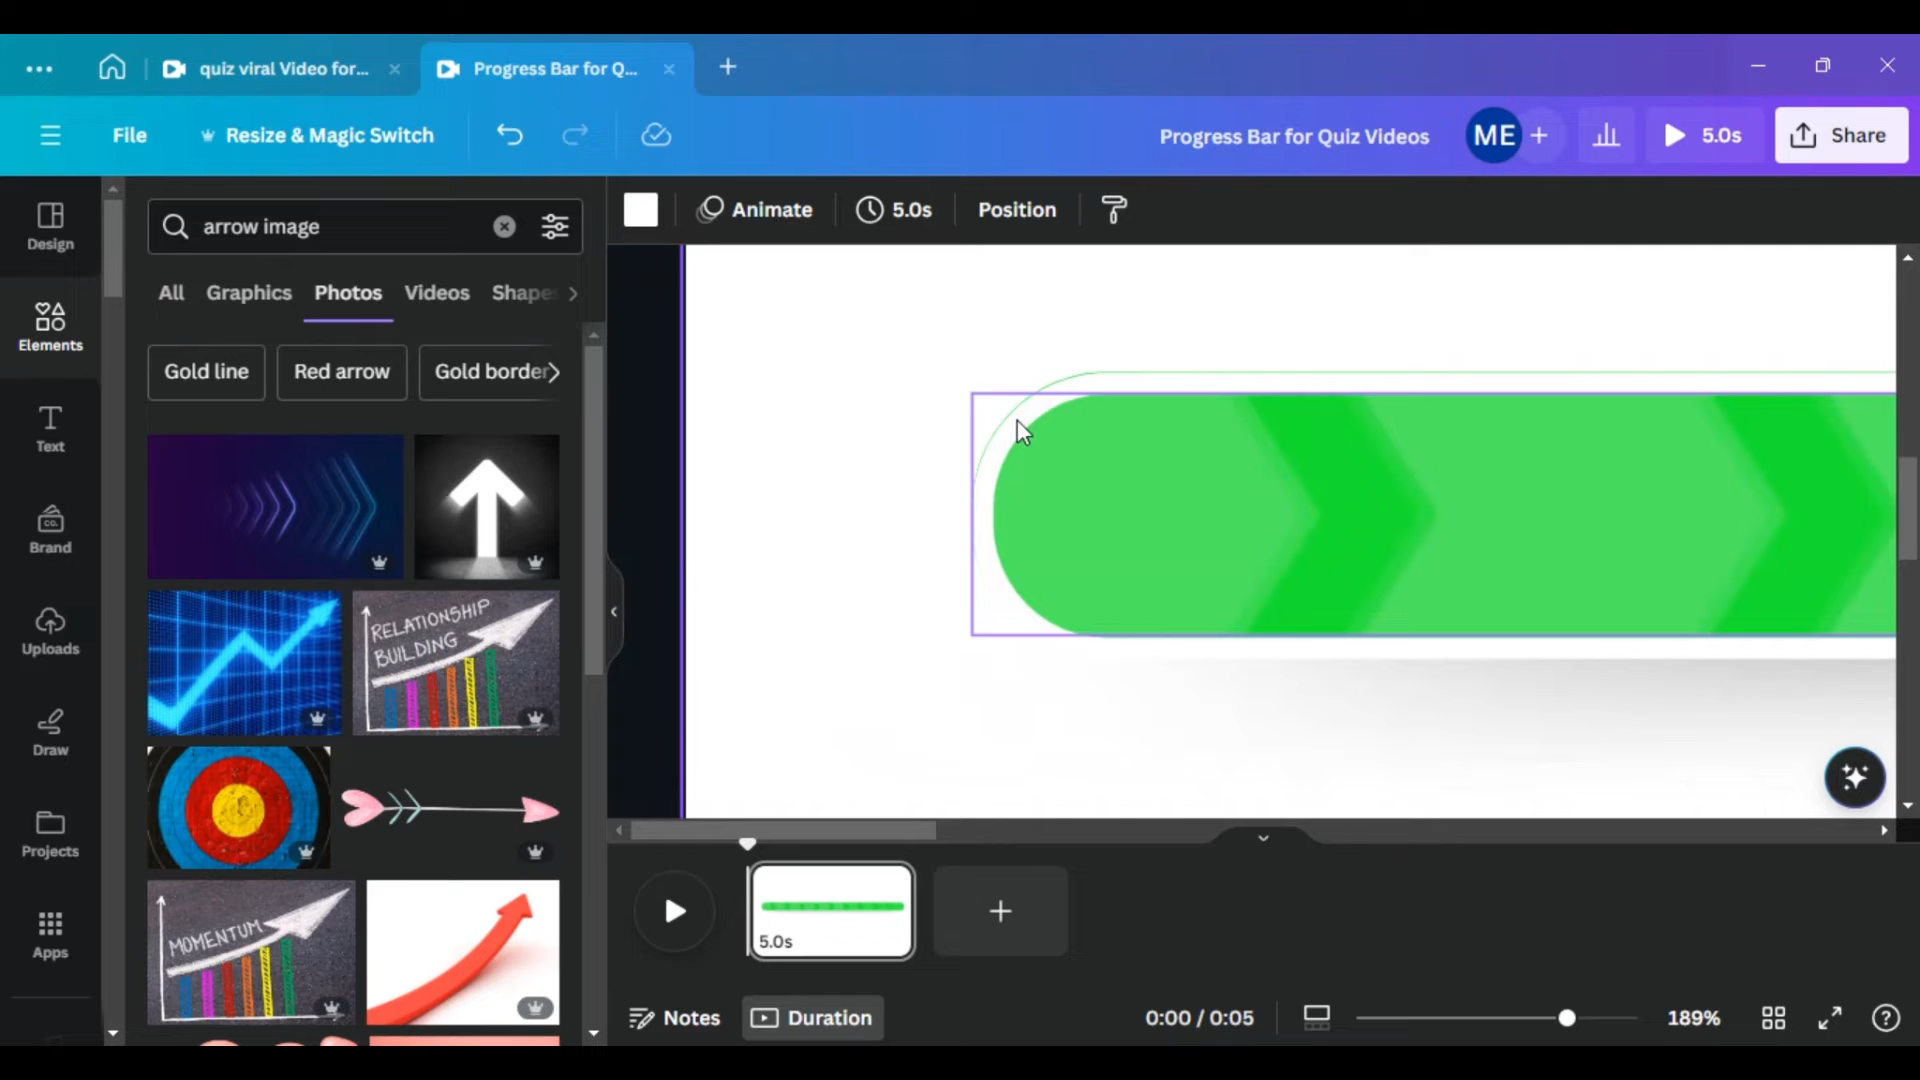 quiz viral Video for...
Progress Bar for Q...
File
Resize & Magic Switch
Progress Bar for Quiz Videos
ME
5.0s
Share
Design
Elements
Text
Brand
CO.
Uploads
Draw
Projects
Apps
arrow image
All
Graphics
Photos
Videos
Shape
Gold line
Red arrow
Gold border
RELATIONSHIP
BUILDING
MOMENTUM
Animate
5.0s
Position
5.0s
Notes
Duration
0:00 / 0:05
189%